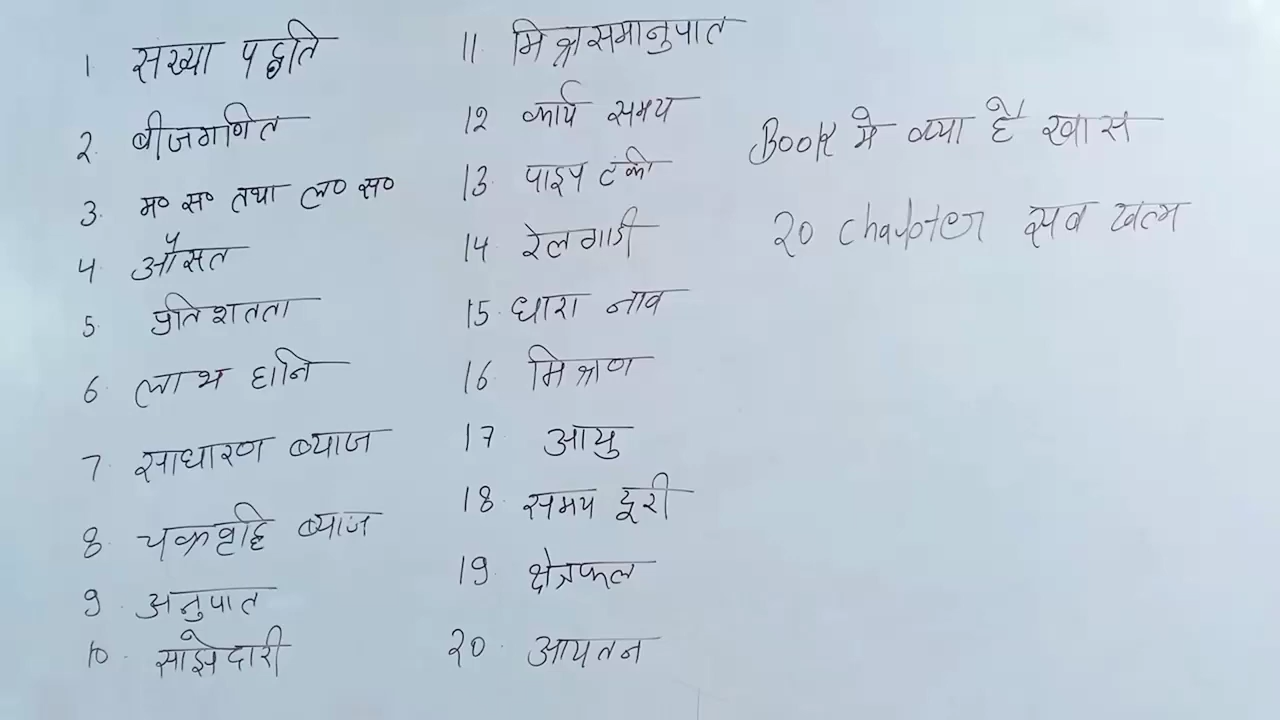 1 संख्या पद्धति
2. बीजगणित
3. म० स० तथा ल० स०
4. औसत
5. प्रतिशतता
6. लाभ हानि
7. साधारण ब्याज
8. चक्रवृद्धि ब्याज
9. अनुपात
10. साझेदारी
11. मिश्रसमानुपात
12 कार्य समय
13. पाइप टंकी
14. रेलगाडी
15. धारा नाव
16. मिश्रण
17. आयु
18. समय दूरी
19. क्षेत्रफल
20. आयतन
Book मे क्या है खास
20 chapter सब खत्म